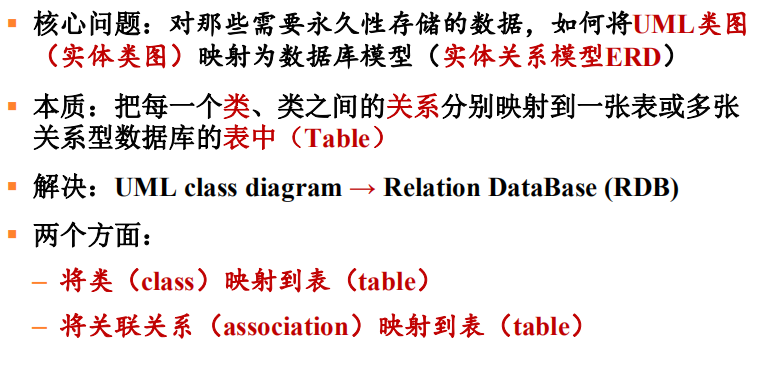 ▪ 核心问题：对那些需要永久性存储的数据，如何将UML类图
（实体类图）映射为数据库模型（实体关系模型ERD）
▪ 本质：把每一个类、类之间的关系分别映射到一张表或多张
关系型数据库的表中（Table）
▪ 解决：UML class diagram → Relation DataBase (RDB)
▪ 两个方面：
– 将类（class）映射到表（table）
– 将关联关系（association）映射到表（table）